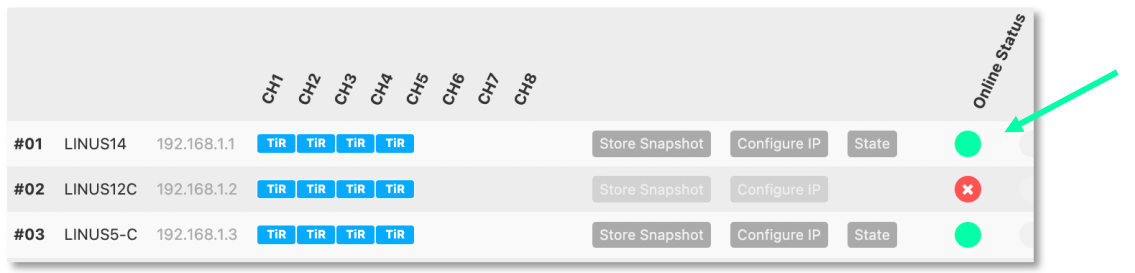 CH1 CH2 CH3 CH4 CH5 CH6 CH7 CH8 Online Status
#01 LINUS14 192.168.1.1 TiR TiR TiR TiR Store Snapshot Configure IP State
#02 LINUS12C 192.168.1.2 TiR TiR TiR TiR Store Snapshot Configure IP
#03 LINUS5-C 192.168.1.3 TiR TiR TiR TiR Store Snapshot Configure IP State